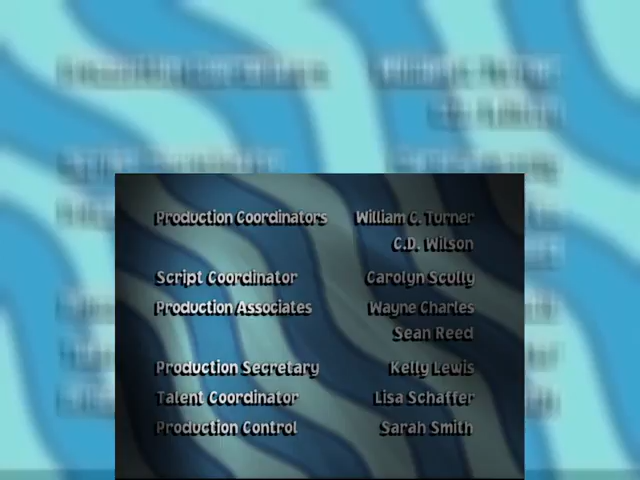 Production Coordinators William C. Turner
C.D. Wilson
Script Coordinator Carolyn Scully
Production Associates Wayne Charles
Sean Reed
Production Secretary Kelly Lewis
Talent Coordinator Lisa Schaffer
Production Control Sarah Smith